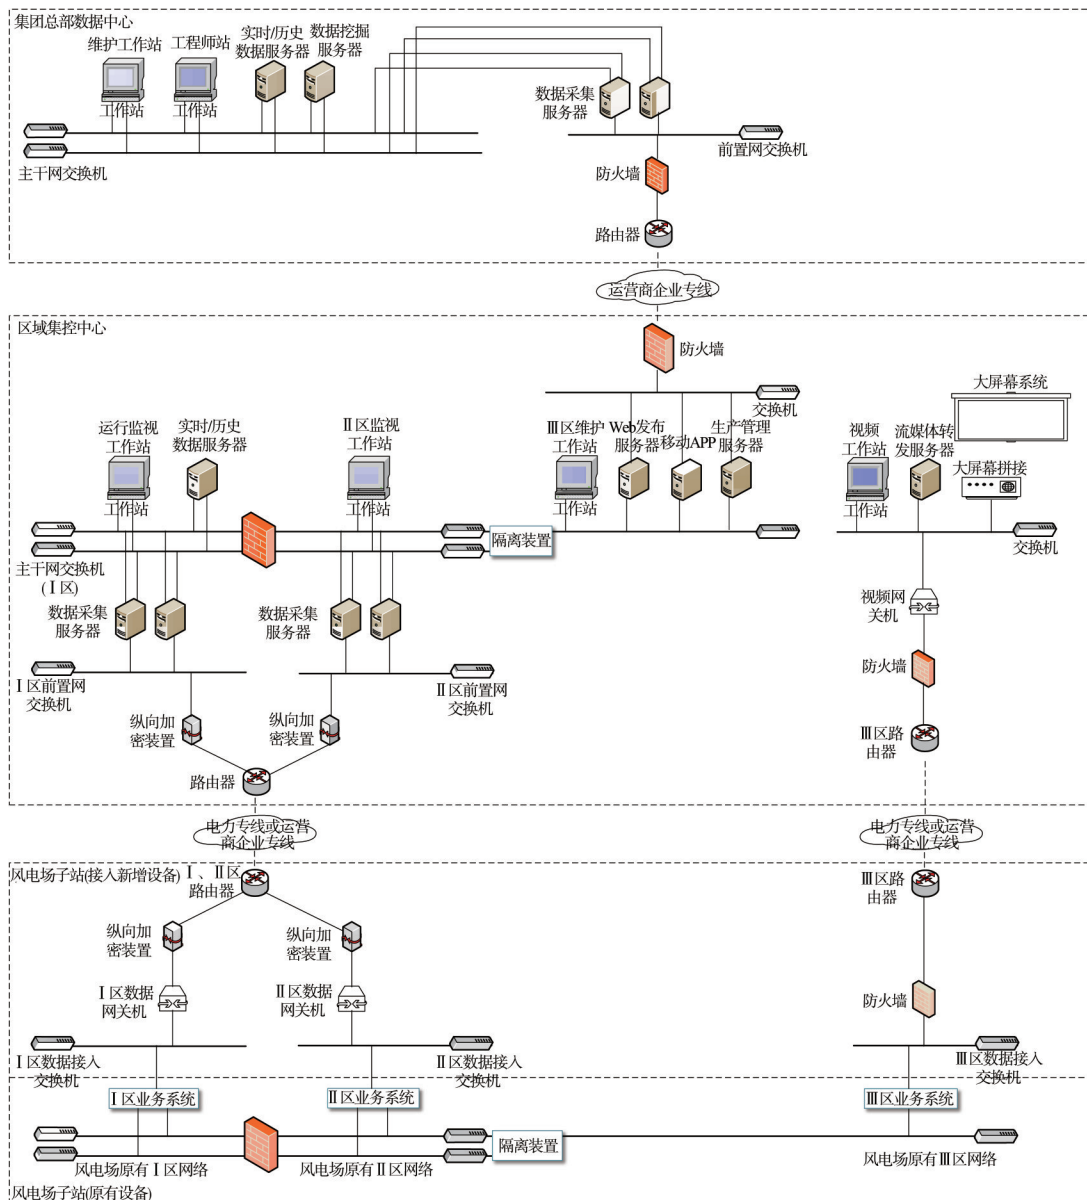 集团总部数据中心
维护工作站
工程师站
实时/历史
数据服务器
数据挖掘
服务器
工作站
工作站
数据采集
服务器
主干网交换机
前置网交换机
防火墙
路由器
运营商企业专线
区域集控中心
防火墙
交换机
大屏幕系统
运行监视
工作站
实时/历史
数据服务器
Ⅱ区监视
工作站
Ⅲ区维护
工作站
Web发布
服务器
移动APP
生产管理
服务器
视频
工作站
流媒体转
发服务器
大屏幕拼接
工作站
工作站
工作站
工作站
隔离装置
交换机
主干网交换机
(Ⅰ区)
数据采集
服务器
数据采集
服务器
视频网
关机
Ⅰ区前置网
交换机
Ⅱ区前置网
交换机
防火墙
纵向加
密装置
纵向加
密装置
Ⅲ区路
由器
路由器
电力专线或运营
商企业专线
电力专线或运营
商企业专线
风电场子站(接入新增设备)
Ⅰ、Ⅱ区
路由器
Ⅲ区路
由器
纵向加
密装置
纵向加
密装置
Ⅰ区数据
网关机
Ⅱ区数据
网关机
防火墙
Ⅰ区数据接入
交换机
Ⅱ区数据接入
交换机
Ⅲ区数据接入
交换机
Ⅰ区业务系统
Ⅱ区业务系统
Ⅲ区业务系统
隔离装置
风电场原有Ⅰ区网络
风电场原有Ⅱ区网络
风电场原有Ⅲ区网络
风电场子站(原有设备)